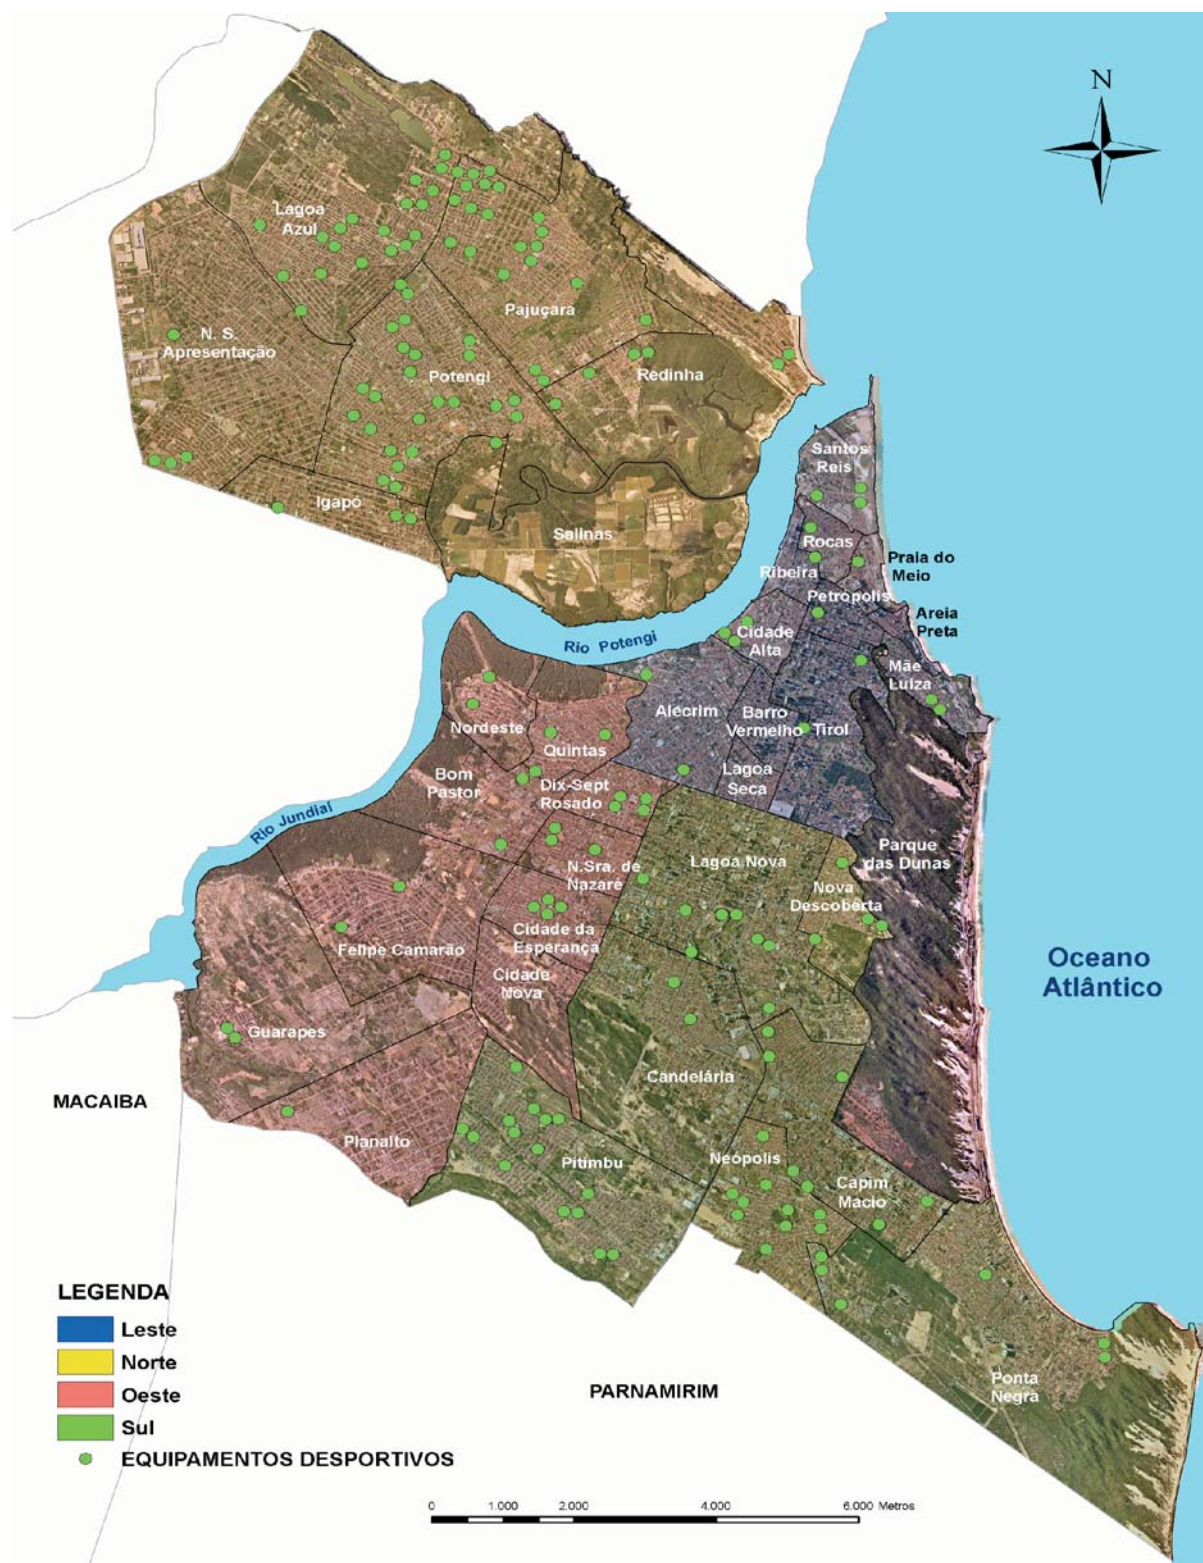 N
Lagoa
Azul
N. S.
Apresentação
Pajuçara
Potengi
Redinha
Igapó
Salinas
Santos
Reis
Rocas
Praia do
Meio
Ribeira
Petrópolis
Areia
Preta
Rio Potengi
Cidade
Alta
Mãe
Luiza
Alecrim
Barro
Vermelho
Tirol
Nordeste
Quintas
Lagoa
Seca
Bom
Pastor
Dix-Sept
Rosado
Rio Jundiaí
Parque
das Dunas
Lagoa Nova
N.Sra. de
Nazaré
Nova
Descoberta
Felipe Camarão
Cidade da
Esperança
Cidade
Nova
Oceano
Atlântico
Guarapes
Candelária
MACAIBA
Planalto
Pitimbu
Neópolis
Capim
Macio
LEGENDA
Leste
Norte
Oeste
Sul
EQUIPAMENTOS DESPORTIVOS
PARNAMIRIM
Ponta
Negra
0 1.000 2.000 4.000 6.000 Metros